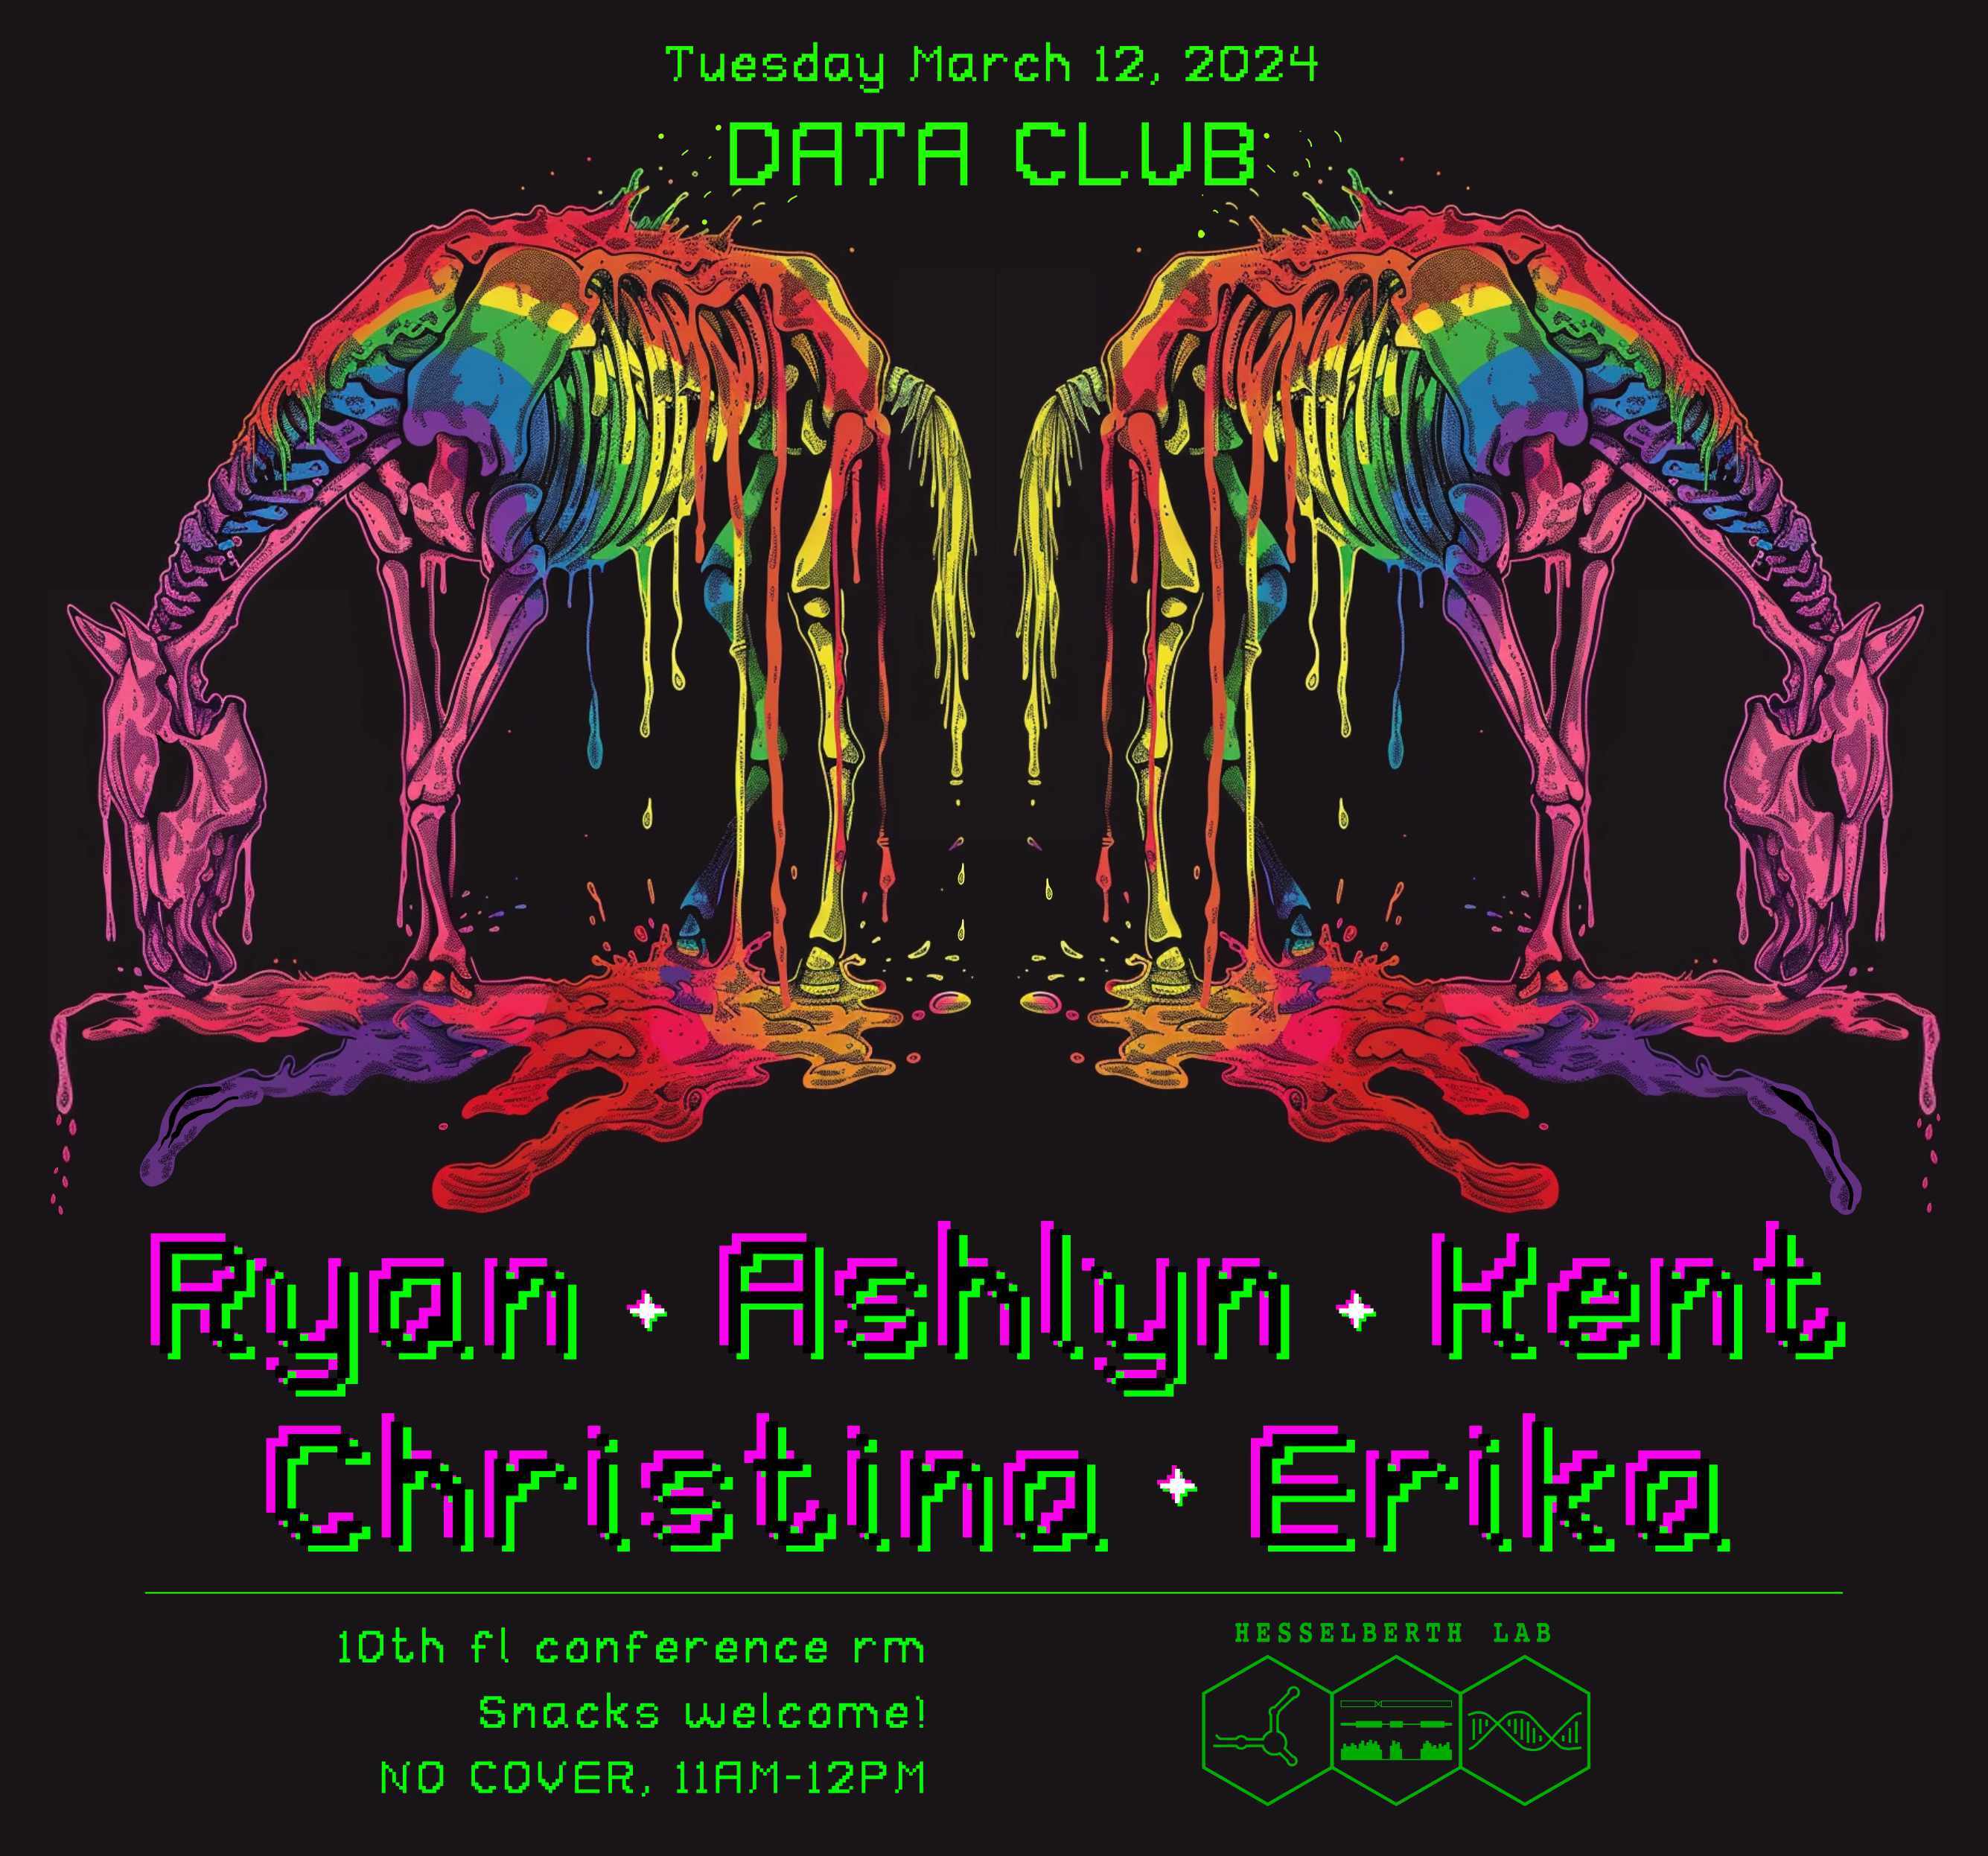 Tuesday March 12, 2024
DATA CLUB
Ryan ✦ Ashlyn ✦ Kent
Christina ✦ Erika
10th fl conference rm
Snacks welcome!
NO COVER, 11AM-12PM
HESSELBERTH LAB